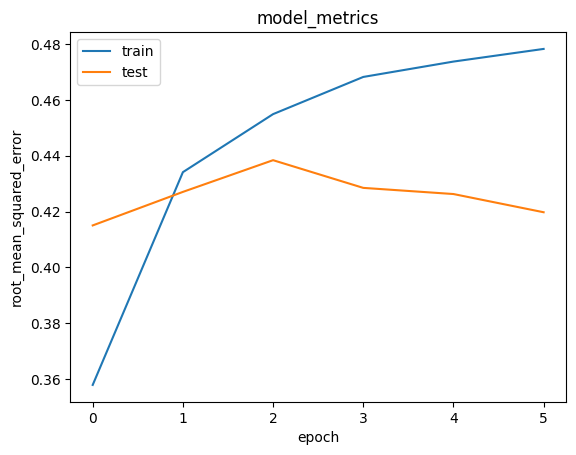 model_metrics
train
test
root_mean_squared_error
0.48
0.46
0.44
0.42
0.40
0.38
0.36
0 1 2 3 4 5
epoch